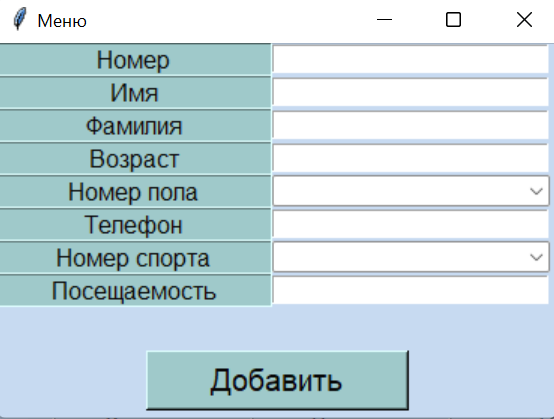 Меню
Номер
Имя
Фамилия
Возраст
Номер пола
Телефон
Номер спорта
Посещаемость
Добавить